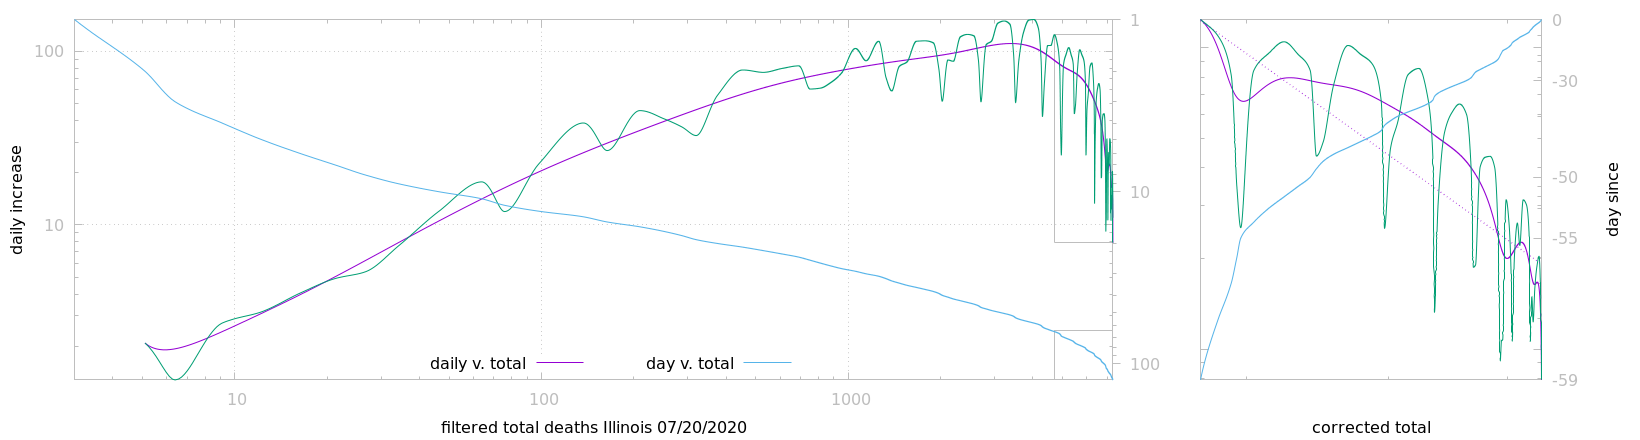 daily increase
100
10
10
100
1000
1
10
100
daily v. total
day v. total
filtered total deaths Illinois 07/20/2020
0
-30
-50
-55
-59
day since
corrected total